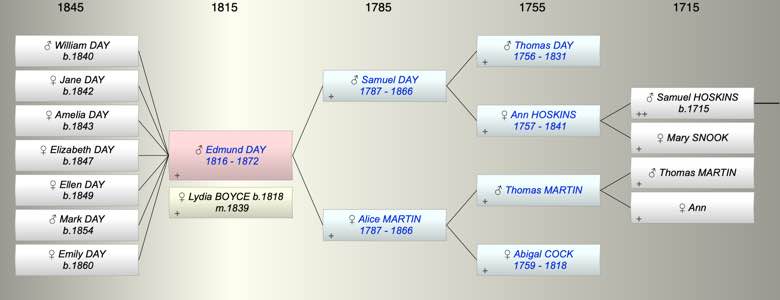 1845
1815
1785
1755
1715
♂ William DAY
b.1840
♀ Jane DAY
b.1842
♀ Amelia DAY
b.1843
♀ Elizabeth DAY
b.1847
♀ Ellen DAY
b.1849
♂ Mark DAY
b.1854
♀ Emily DAY
b.1860
♂ Edmund DAY
1816 - 1872
+
♀ Lydia BOYCE b.1818
m.1839
+
♂ Samuel DAY
1787 - 1866
+
♀ Alice MARTIN
1787 - 1866
+
♂ Thomas DAY
1756 - 1831
+
♀ Ann HOSKINS
1757 - 1841
+
♂ Thomas MARTIN
+
♀ Abigal COCK
1759 - 1818
+
♂ Samuel HOSKINS
b.1715
++
♀ Mary SNOOK
+
♂ Thomas MARTIN
+
♀ Ann
+